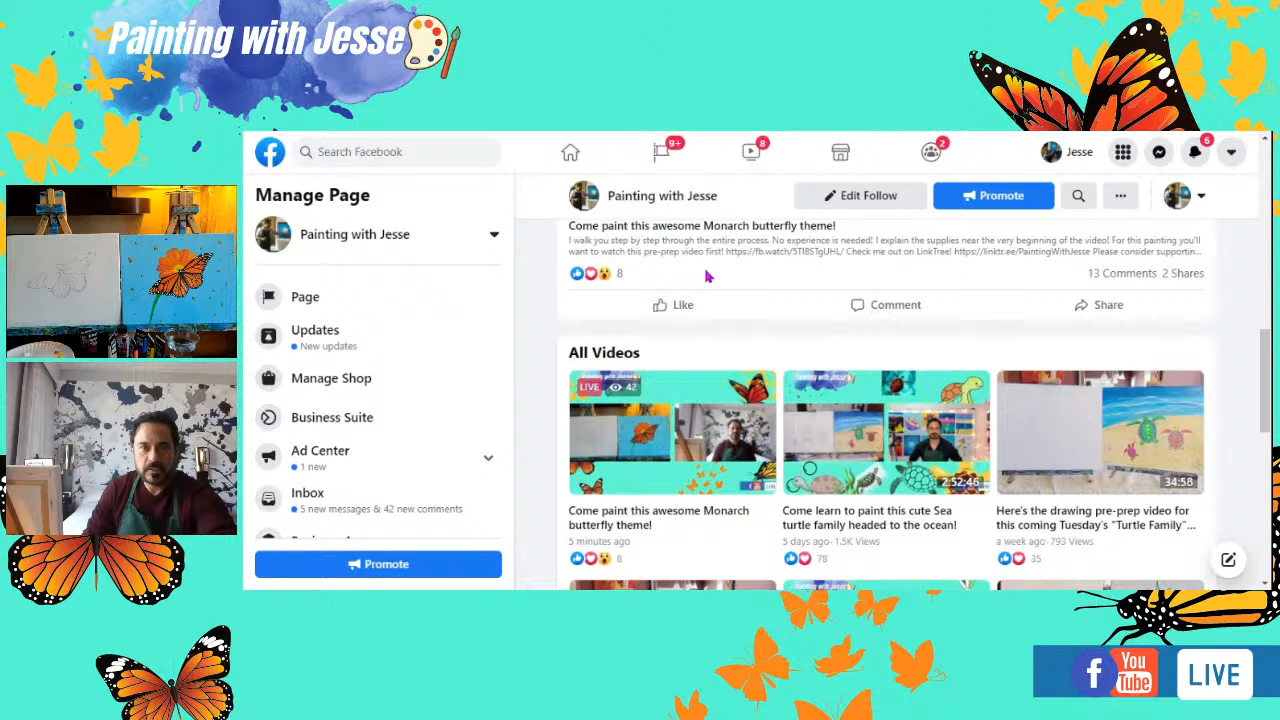 Painting with Jesse
Search Facebook
9+
8
2
Jesse
6
Manage Page
Painting with Jesse
Page
Updates
New updates
Manage Shop
Business Suite
Ad Center
1 new
Inbox
5 new messages & 42 new comments
Promote
Painting with Jesse
Edit Follow
Promote
Come paint this awesome Monarch butterfly theme!
I walk you step by step through the entire process. No experience is needed! I explain the supplies near the very beginning of the video! For this painting you'll
want to watch this pre-prep video first! https://fb.watch/5TI8STgUHL/ Check me out on LinkTree! https://linktr.ee/PaintingWithJesse Please consider supportin...
8
13 Comments 2 Shares
Like
Comment
Share
All Videos
LIVE 42
2:52:46
34:58
Come paint this awesome Monarch
butterfly theme!
5 minutes ago
8
Come learn to paint this cute Sea
turtle family headed to the ocean!
5 days ago · 1.5K Views
78
Here's the drawing pre-prep video for
this coming Tuesday's "Turtle Family"...
a week ago · 793 Views
35
f
You
Tube
LIVE